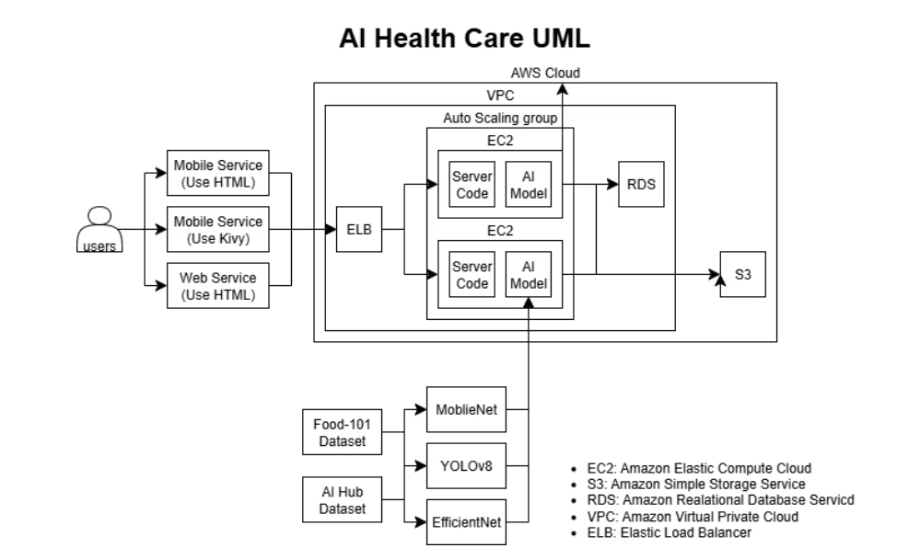 AI Health Care UML
AWS Cloud
VPC
Auto Scaling group
EC2
Server
Code
AI
Model
RDS
Mobile Service
(Use HTML)
users
Mobile Service
(Use Kivy)
Web Service
(Use HTML)
ELB
EC2
Server
Code
AI
Model
S3
Food-101
Dataset
AI Hub
Dataset
MoblieNet
YOLOv8
EfficientNet
• EC2: Amazon Elastic Compute Cloud
• S3: Amazon Simple Storage Service
• RDS: Amazon Realational Database Servicd
• VPC: Amazon Virtual Private Cloud
• ELB: Elastic Load Balancer